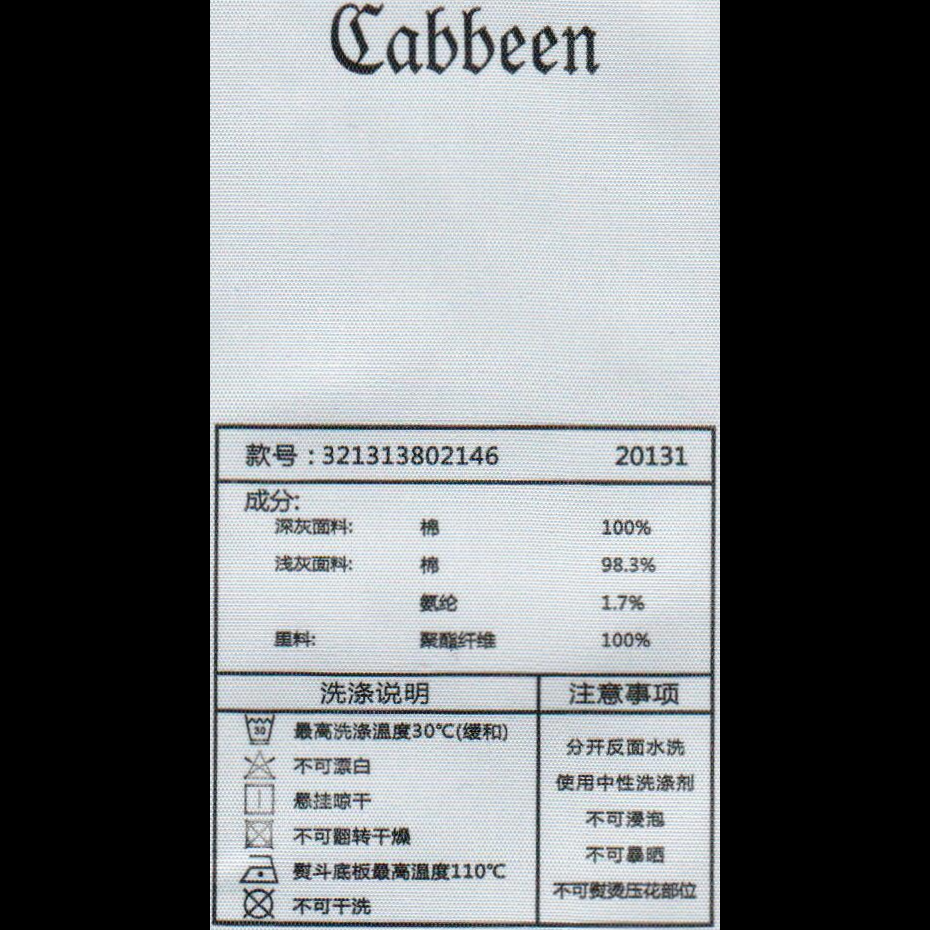 Cabbeen
款号：321313802146 20131
成分:
深灰面料: 棉 100%
浅灰面料: 棉 98.3%
氨纶 1.7%
里料: 聚酯纤维 100%
洗涤说明 注意事项
30 最高洗涤温度30℃(缓和)
不可漂白
悬挂晾干
不可翻转干燥
熨斗底板最高温度110℃
不可干洗
分开反面水洗
使用中性洗涤剂
不可浸泡
不可暴晒
不可熨烫压花部位